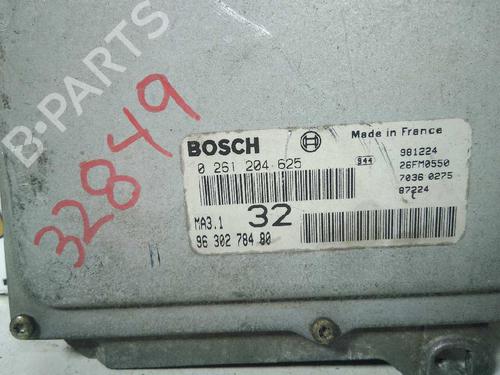 B-PARTS
32849
BOSCH
Made in France
0 261 204 625
944
981224
26FM0550
7036 0275
87224
MA3.1
32
96 302 784 80